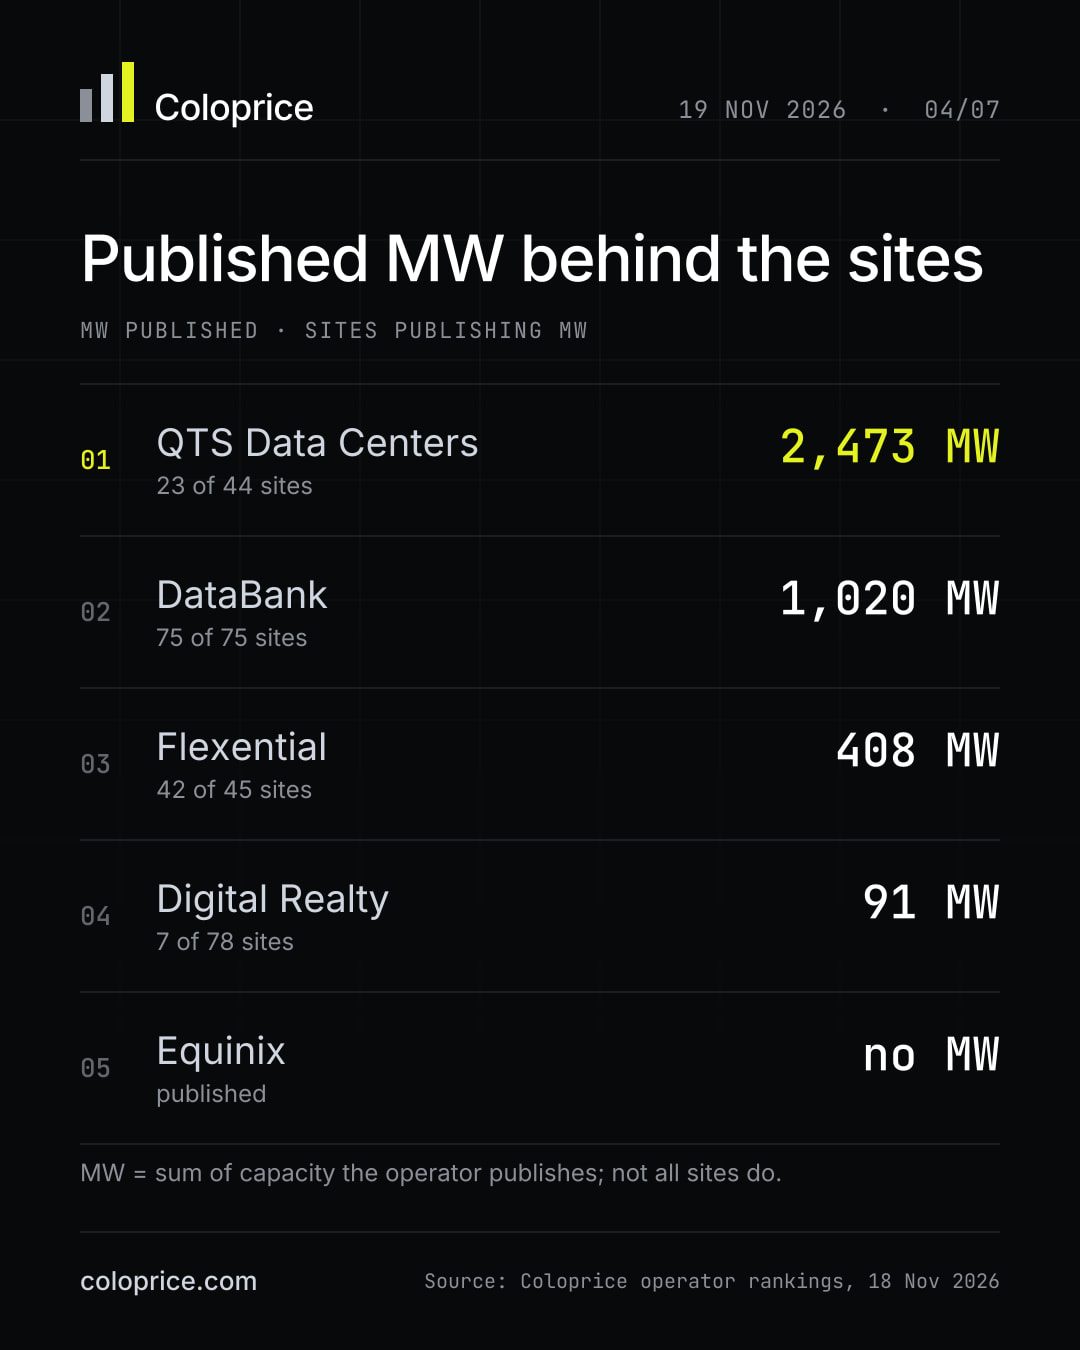 Coloprice
19 NOV 2026 · 04/07
Published MW behind the sites
MW PUBLISHED · SITES PUBLISHING MW
01 QTS Data Centers 2,473 MW
23 of 44 sites
02 DataBank 1,020 MW
75 of 75 sites
03 Flexential 408 MW
42 of 45 sites
04 Digital Realty 91 MW
7 of 78 sites
05 Equinix no MW
published
MW = sum of capacity the operator publishes; not all sites do.
coloprice.com
Source: Coloprice operator rankings, 18 Nov 2026